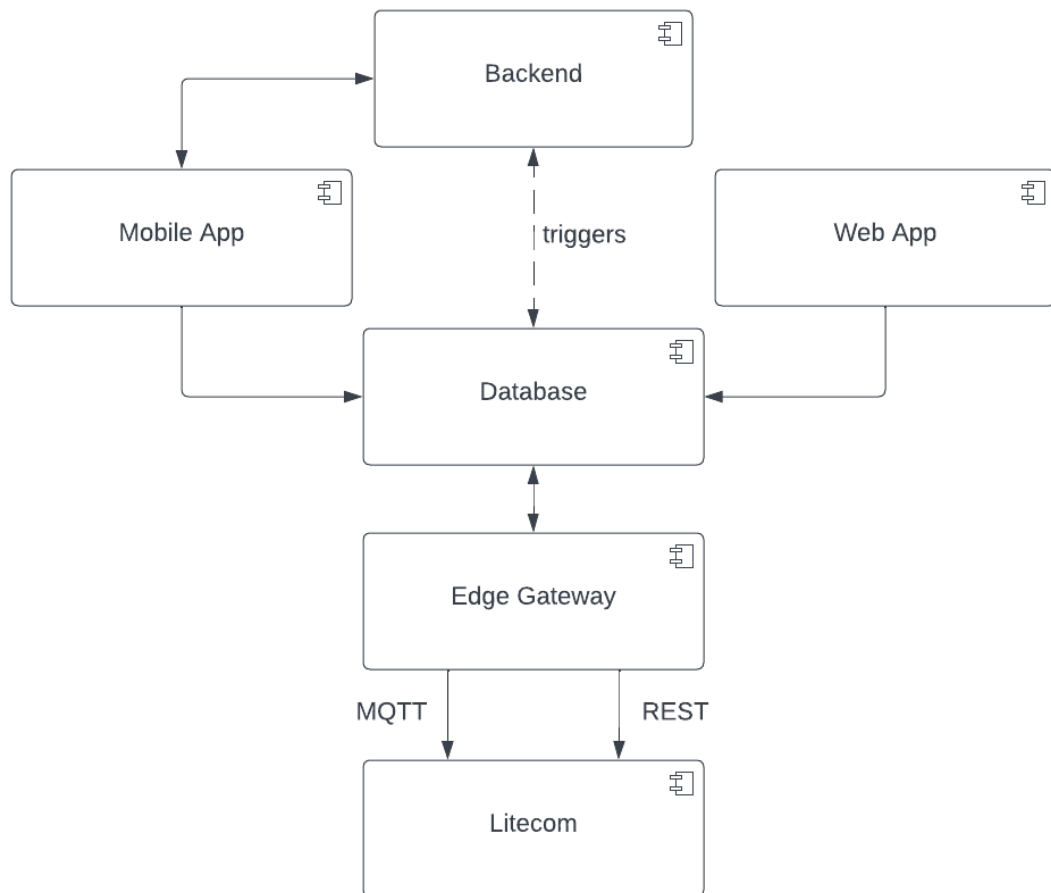 Backend
Mobile App
triggers
Web App
Database
Edge Gateway
MQTT
REST
Litecom